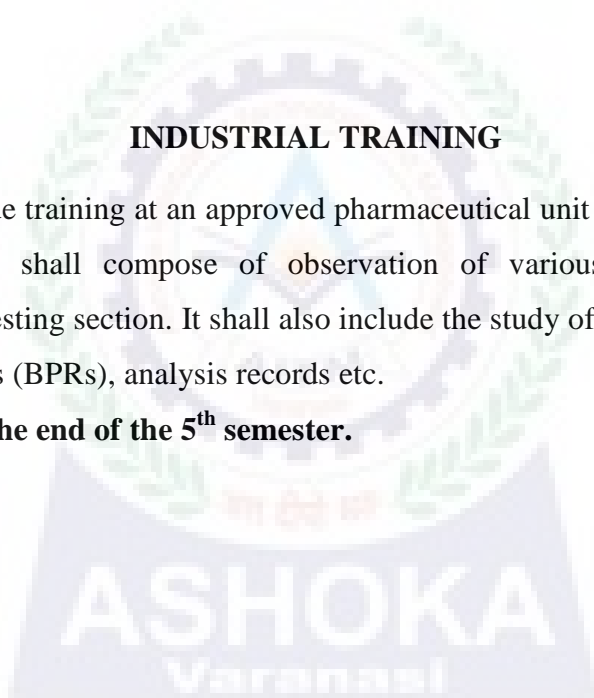 INDUSTRIAL TRAINING
e training at an approved pharmaceutical unit
shall compose of observation of various
esting section. It shall also include the study of
s (BPRs), analysis records etc.
he end of the 5th semester.
ASHOKA
Varanasi